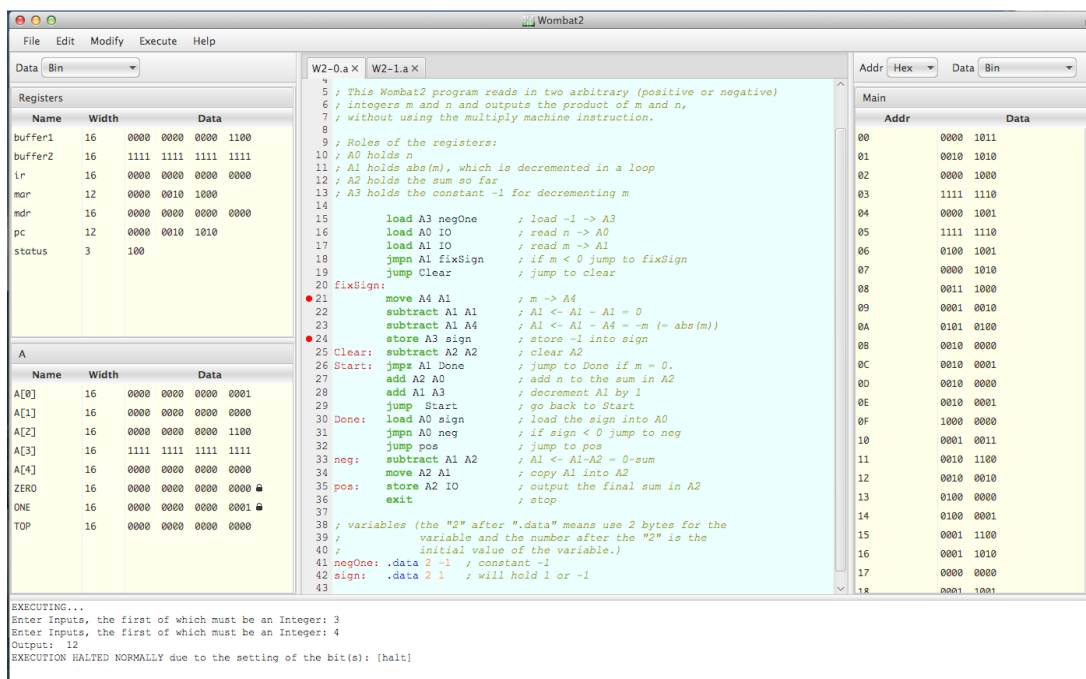 Wombat2
File Edit Modify Execute Help
Data Bin
Registers
Name Width Data
buffer1 16 0000 0000 0000 1100
buffer2 16 1111 1111 1111 1111
ir 16 0000 0000 0000 0000
mar 12 0000 0010 1000
mdr 16 0000 0000 0000 0000
pc 12 0000 0010 1010
status 3 100
A
Name Width Data
A[0] 16 0000 0000 0000 0001
A[1] 16 0000 0000 0000 0000
A[2] 16 0000 0000 0000 1100
A[3] 16 1111 1111 1111 1111
A[4] 16 0000 0000 0000 0000
ZERO 16 0000 0000 0000 0000
ONE 16 0000 0000 0000 0001
TOP 16 0000 0000 0000 0000
W2-0.a × W2-1.a ×
4
5 ; This Wombat2 program reads in two arbitrary (positive or negative)
6 ; integers m and n and outputs the product of m and n,
7 ; without using the multiply machine instruction.
8
9 ; Roles of the registers:
10 ; A0 holds n
11 ; A1 holds abs(m), which is decremented in a loop
12 ; A2 holds the sum so far
13 ; A3 holds the constant -1 for decrementing m
14
15 load A3 negOne ; load -1 -> A3
16 load A0 IO ; read n -> A0
17 load A1 IO ; read m -> A1
18 jmpn A1 fixSign ; if m < 0 jump to fixSign
19 jump Clear ; jump to clear
20 fixSign:
21 move A4 A1 ; m -> A4
22 subtract A1 A1 ; A1 <- A1 - A1 = 0
23 subtract A1 A4 ; A1 <- A1 - A4 = -m (= abs(m))
24 store A3 sign ; store -1 into sign
25 Clear: subtract A2 A2 ; clear A2
26 Start: jmpz A1 Done ; jump to Done if m = 0.
27 add A2 A0 ; add n to the sum in A2
28 add A1 A3 ; decrement A1 by 1
29 jump Start ; go back to Start
30 Done: load A0 sign ; load the sign into A0
31 jmpn A0 neg ; if sign < 0 jump to neg
32 jump pos ; jump to pos
33 neg: subtract A1 A2 ; A1 <- A1-A2 = 0-sum
34 move A2 A1 ; copy A1 into A2
35 pos: store A2 IO ; output the final sum in A2
36 exit ; stop
37
38 ; variables (the "2" after ".data" means use 2 bytes for the
39 ; variable and the number after the "2" is the
40 ; initial value of the variable.)
41 negOne: .data 2 -1 ; constant -1
42 sign: .data 2 1 ; will hold 1 or -1
43
Addr Hex Data Bin
Main
Addr Data
00 0000 1011
01 0010 1010
02 0000 1000
03 1111 1110
04 0000 1001
05 1111 1110
06 0100 1001
07 0000 1010
08 0011 1000
09 0001 0010
0A 0101 0100
0B 0010 0000
0C 0010 0001
0D 0010 0000
0E 0010 0001
0F 1000 0000
10 0001 0011
11 0010 1100
12 0010 0010
13 0100 0000
14 0100 0001
15 0001 1100
16 0001 1010
17 0000 0000
18 0001 1001
EXECUTING...
Enter Inputs, the first of which must be an Integer: 3
Enter Inputs, the first of which must be an Integer: 4
Output: 12
EXECUTION HALTED NORMALLY due to the setting of the bit(s): [halt]